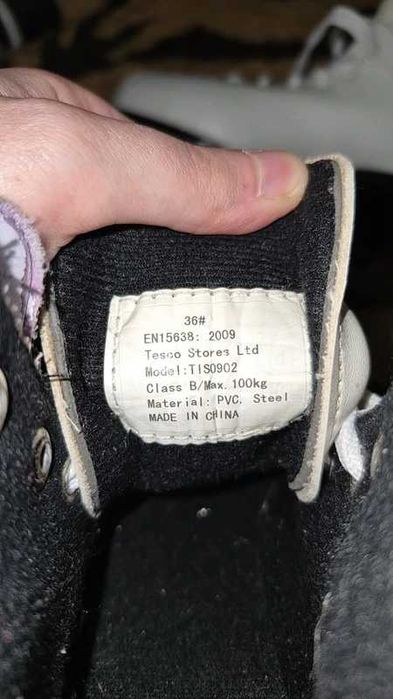 36#
EN15638: 2009
Tesco Stores Ltd
Model:TIS0902
Class B/Max. 100kg
Material: PVC. Steel
MADE IN CHINA